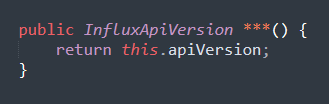 public InfluxApiVersion ***() {
    return this.apiVersion;
}